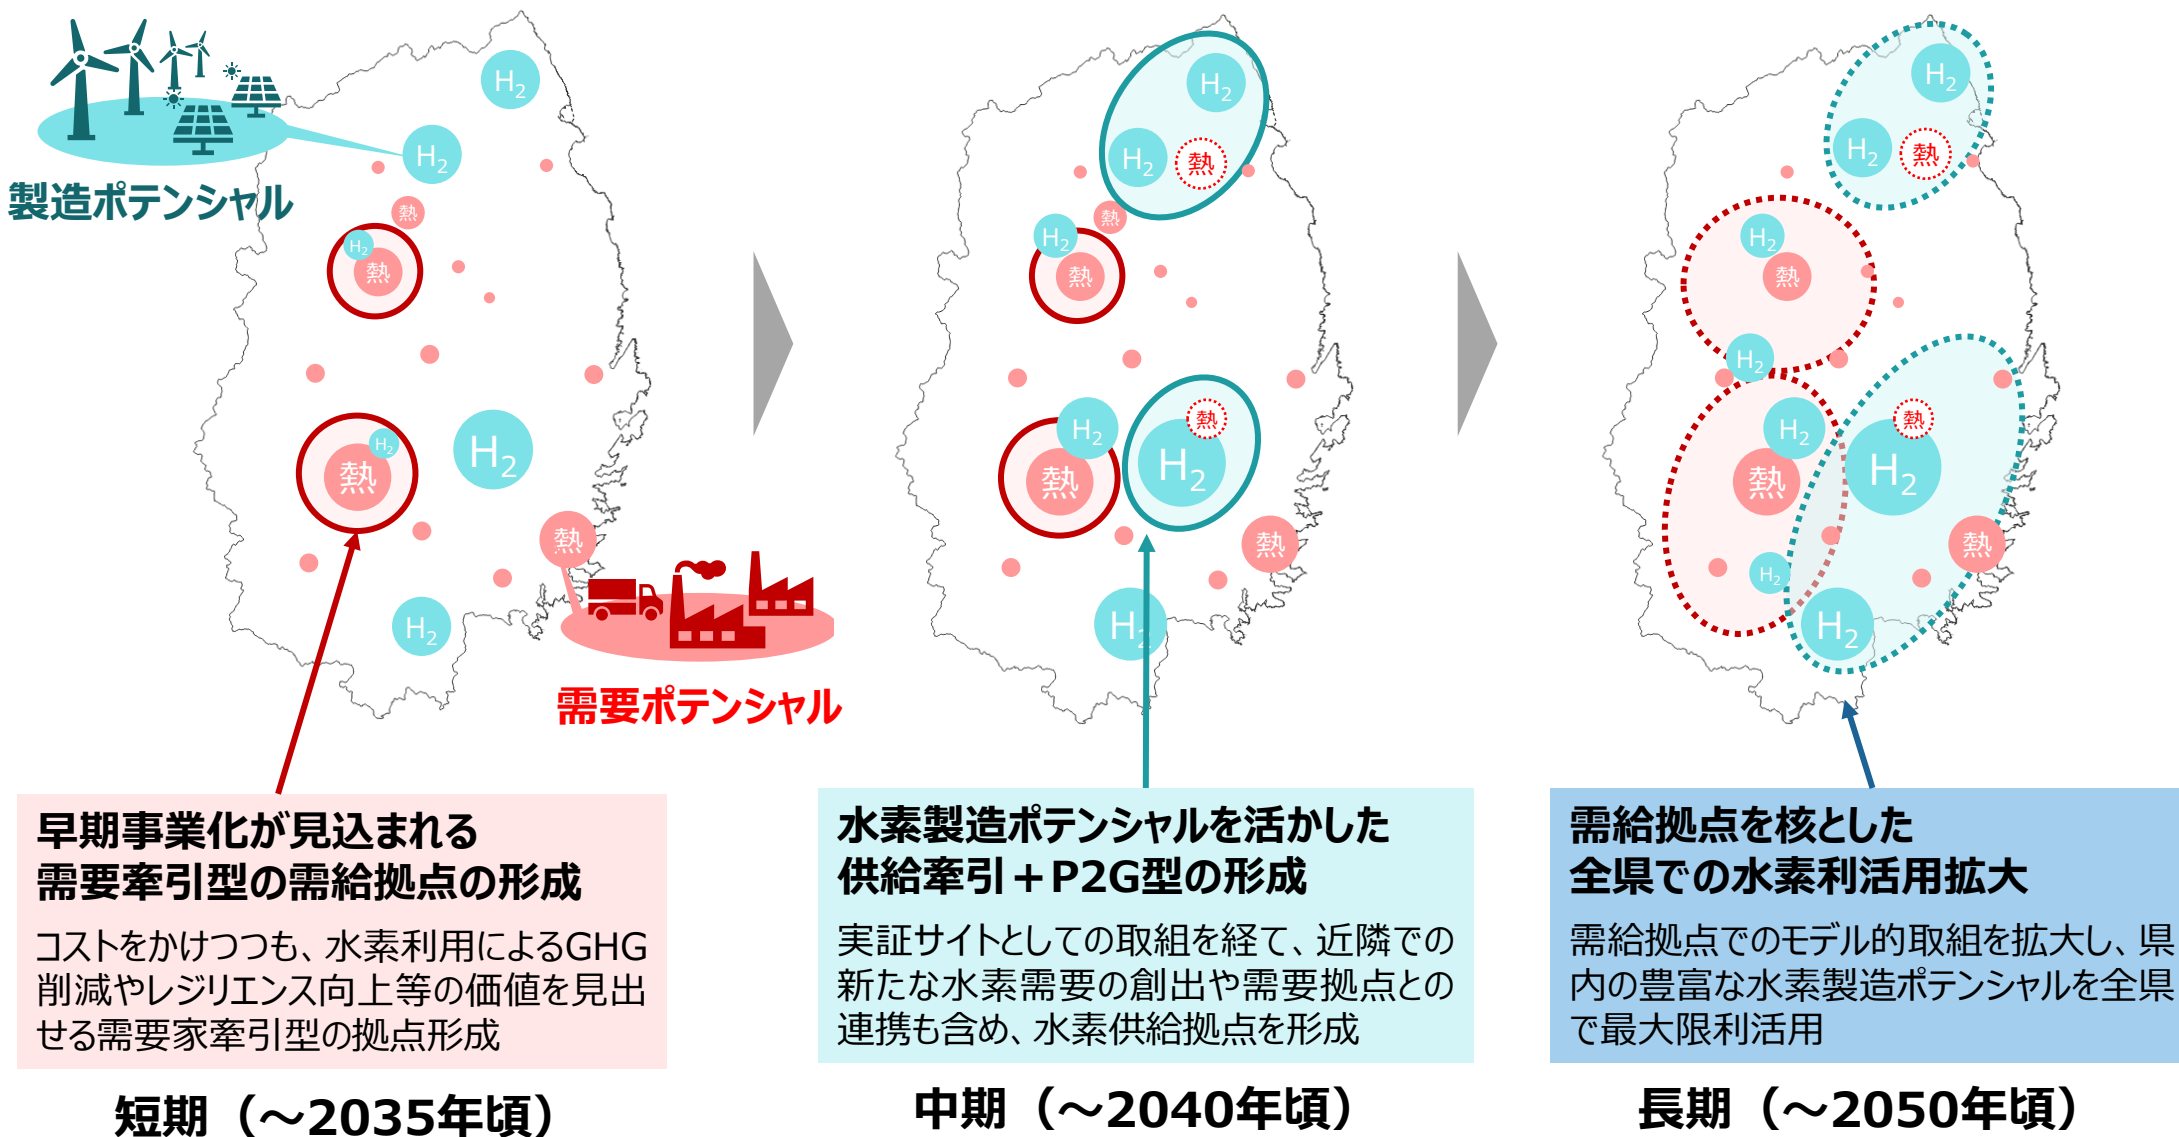 H2
H2
製造ポテンシャル
熱
H2
熱
H2
熱
H2
熱
H2
需要ポテンシャル
H2
H2
熱
熱
H2
熱
熱
H2
H2
熱
熱
H2
H2
H2
熱
H2
熱
H2
熱
H2
H2
熱
熱
H2
H2
早期事業化が見込まれる
需要牽引型の需給拠点の形成
コストをかけつつも、水素利用によるGHG
削減やレジリエンス向上等の価値を見出
せる需要家牽引型の拠点形成
短期（～2035年頃）
水素製造ポテンシャルを活かした
供給牽引＋P2G型の形成
実証サイトとしての取組を経て、近隣での
新たな水素需要の創出や需要拠点との
連携も含め、水素供給拠点を形成
中期（～2040年頃）
需給拠点を核とした
全県での水素利活用拡大
需給拠点でのモデル的取組を拡大し、県
内の豊富な水素製造ポテンシャルを全県
で最大限利活用
長期（～2050年頃）